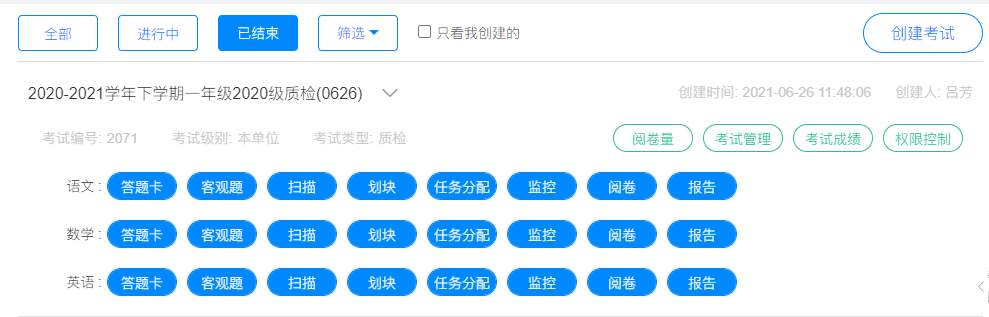 全部 进行中 已结束 筛选 只看我创建的 创建考试
2020-2021学年下学期一年级2020级质检(0626) 创建时间: 2021-06-26 11:48:06 创建人: 吕芳
考试编号: 2071 考试级别: 本单位 考试类型: 质检 阅卷量 考试管理 考试成绩 权限控制
语文 : 答题卡 客观题 扫描 划块 任务分配 监控 阅卷 报告
数学 : 答题卡 客观题 扫描 划块 任务分配 监控 阅卷 报告
英语 : 答题卡 客观题 扫描 划块 任务分配 监控 阅卷 报告